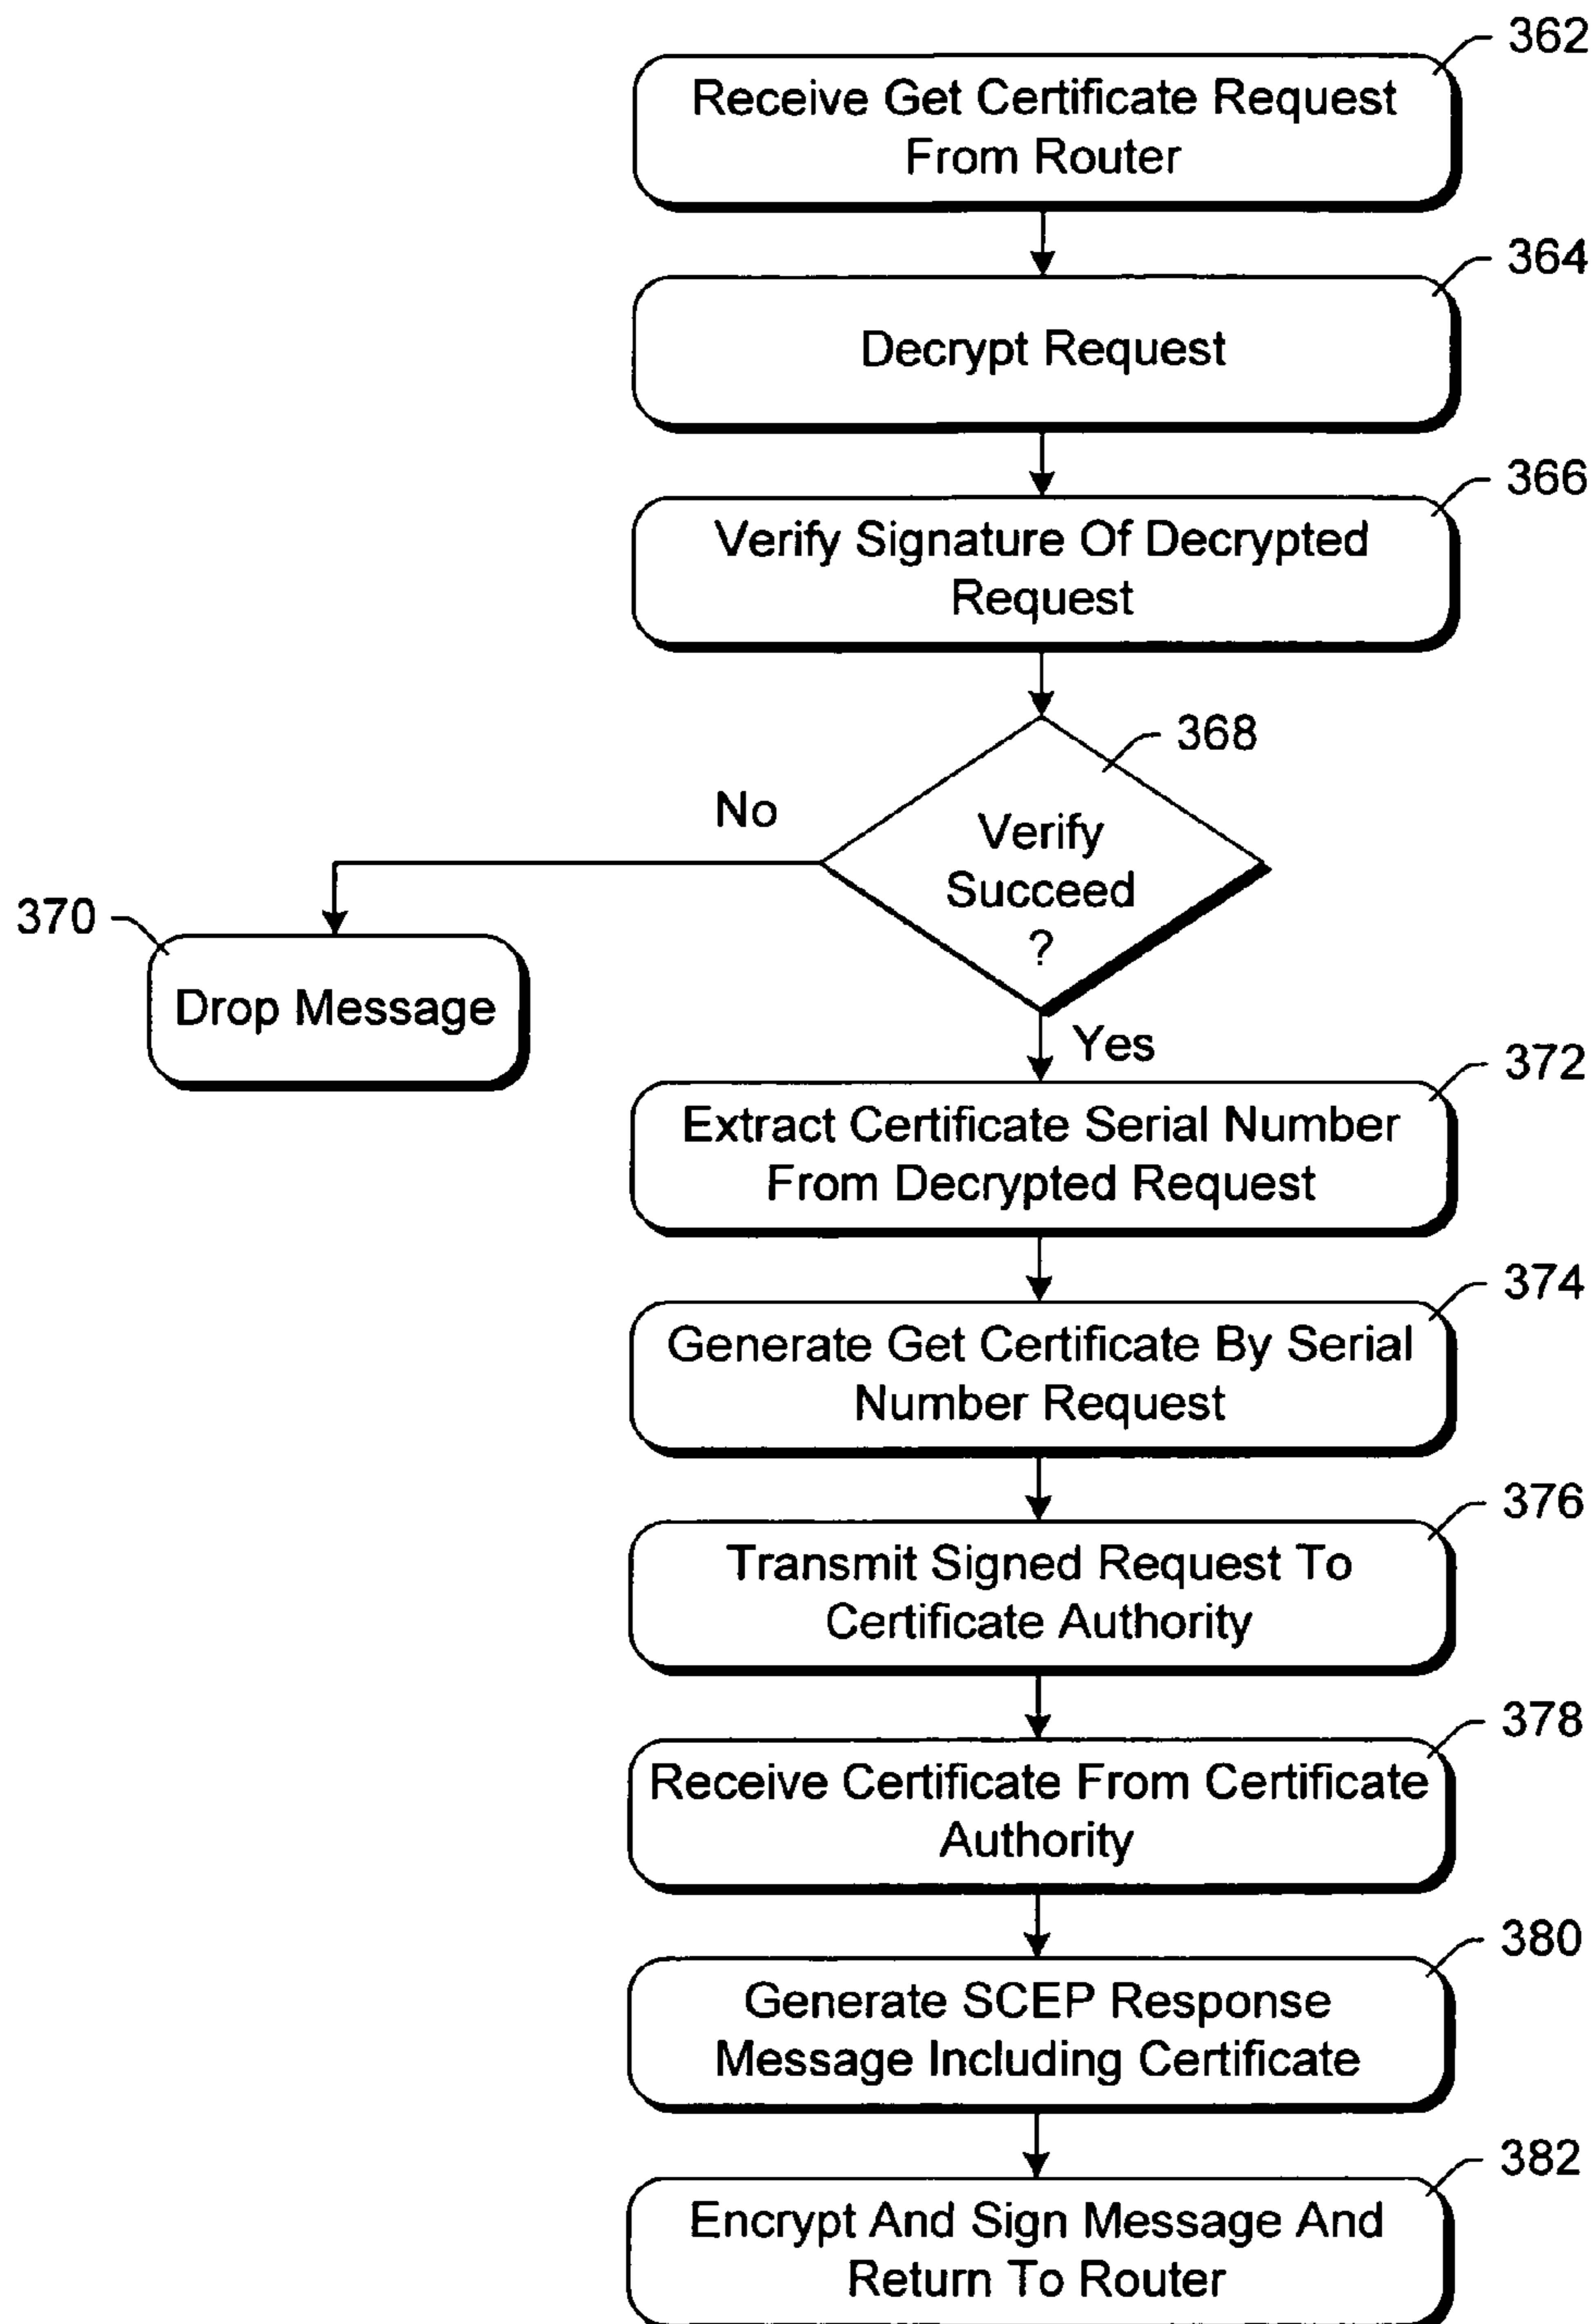 362
Receive Get Certificate Request
From Router
364
Decrypt Request
366
Verify Signature Of Decrypted
Request
368
No
Verify
Succeed
?
370
Drop Message
Yes
372
Extract Certificate Serial Number
From Decrypted Request
374
Generate Get Certificate By Serial
Number Request
376
Transmit Signed Request To
Certificate Authority
378
Receive Certificate From Certificate
Authority
380
Generate SCEP Response
Message Including Certificate
382
Encrypt And Sign Message And
Return To Router